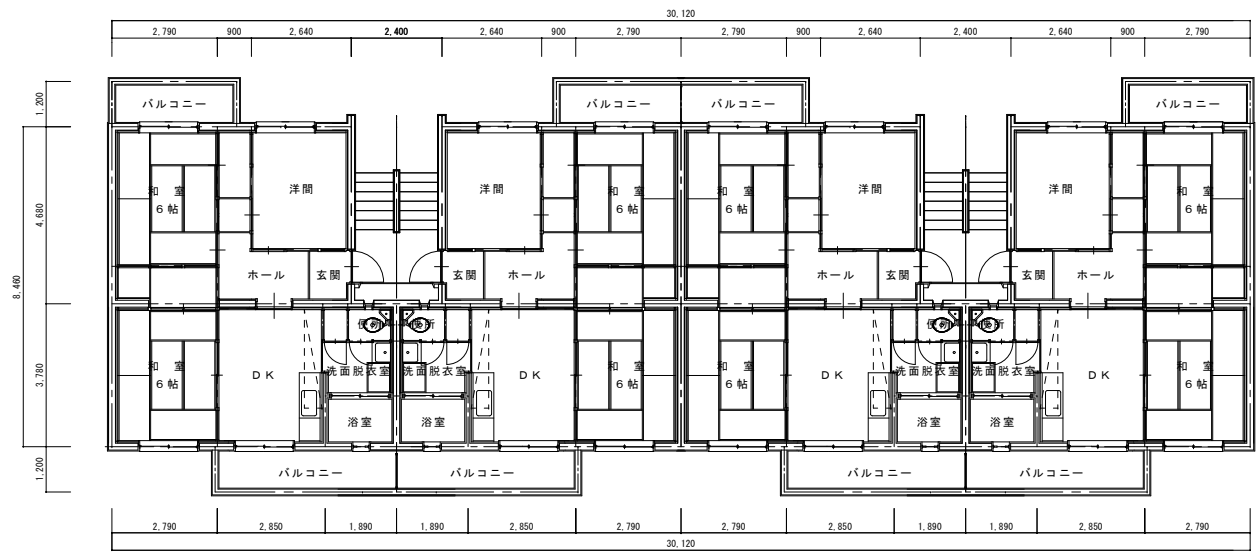 30,120
2,790 900 2,640 2,400 2,640 900 2,790 2,790 900 2,640 2,400 2,640 900 2,790
1,200
バルコニー バルコニー バルコニー バルコニー
8,460
4,680
和室 洋間 洋間 和室 和室 洋間 洋間 和室
6帖 6帖 6帖 6帖
ホール 玄関 玄関 ホール ホール 玄関 玄関 ホール
便所 便所 便所 便所
3,780
和室 DK 洗面脱衣室 洗面脱衣室 DK 和室 和室 DK 洗面脱衣室 洗面脱衣室 DK 和室
6帖 6帖 6帖 6帖
浴室 浴室 浴室 浴室
1,200
バルコニー バルコニー バルコニー バルコニー
2,790 2,850 1,890 1,890 2,850 2,790 2,790 2,850 1,890 1,890 2,850 2,790
30,120